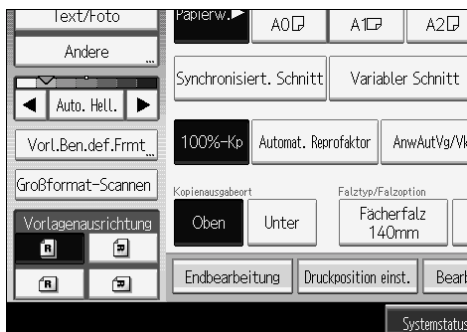 Text/Foto
Papierw.▶
A0
A1
A2
Andere
Synchronisiert. Schnitt
Variabler Schnitt
◀ Auto. Hell. ▶
Vorl.Ben.def.Frmt
100%-Kp
Automat. Reprofaktor
AnwAutVg/Vk
Großformat-Scannen
Kopienausgabeort
Falztyp/Falzoption
Oben
Unter
Fächerfalz
140mm
Vorlagenausrichtung
R
R
R
R
Endbearbeitung
Druckposition einst.
Bearb
Systemstatus